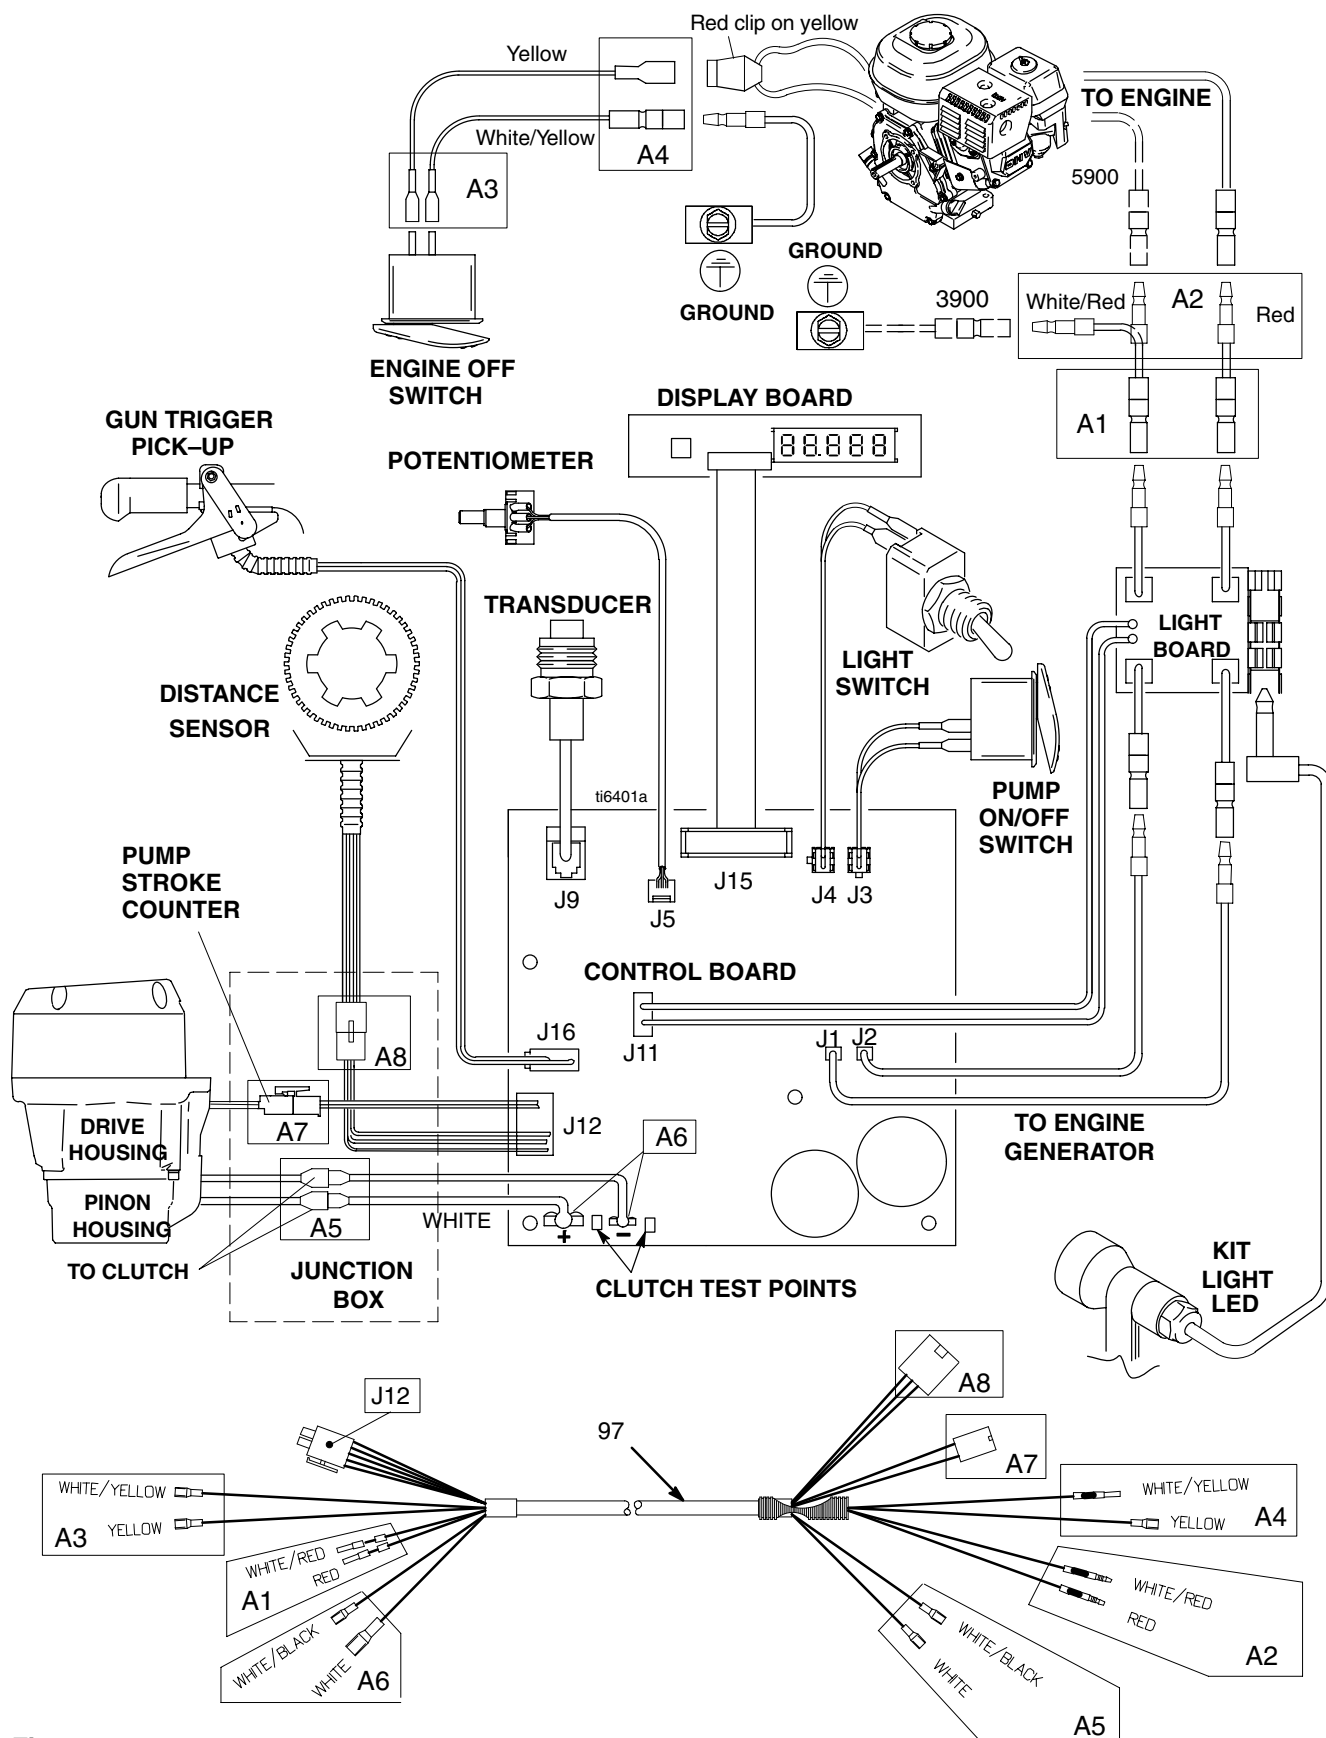 Red clip on yellow
Yellow
White/Yellow
A4
A3
TO ENGINE
5900
GROUND
GROUND
3900
White/Red
A2
Red
A1
ENGINE OFF
SWITCH
DISPLAY BOARD
88.888
GUN TRIGGER
PICK–UP
POTENTIOMETER
TRANSDUCER
LIGHT
SWITCH
LIGHT
BOARD
DISTANCE
SENSOR
PUMP
ON/OFF
SWITCH
ti6401a
PUMP
STROKE
COUNTER
J9
J5
J15
J4
J3
CONTROL BOARD
J16
J11
J1
J2
A8
A7
J12
A6
DRIVE
HOUSING
PINON
HOUSING
A5
WHITE
+
–
TO ENGINE
GENERATOR
TO CLUTCH
JUNCTION
BOX
CLUTCH TEST POINTS
KIT
LIGHT
LED
J12
97
A8
A7
WHITE/YELLOW
YELLOW
A3
WHITE/RED
RED
A1
WHITE/BLACK
WHITE
A6
WHITE/YELLOW
YELLOW
A4
WHITE/RED
RED
A2
WHITE/BLACK
WHITE
A5